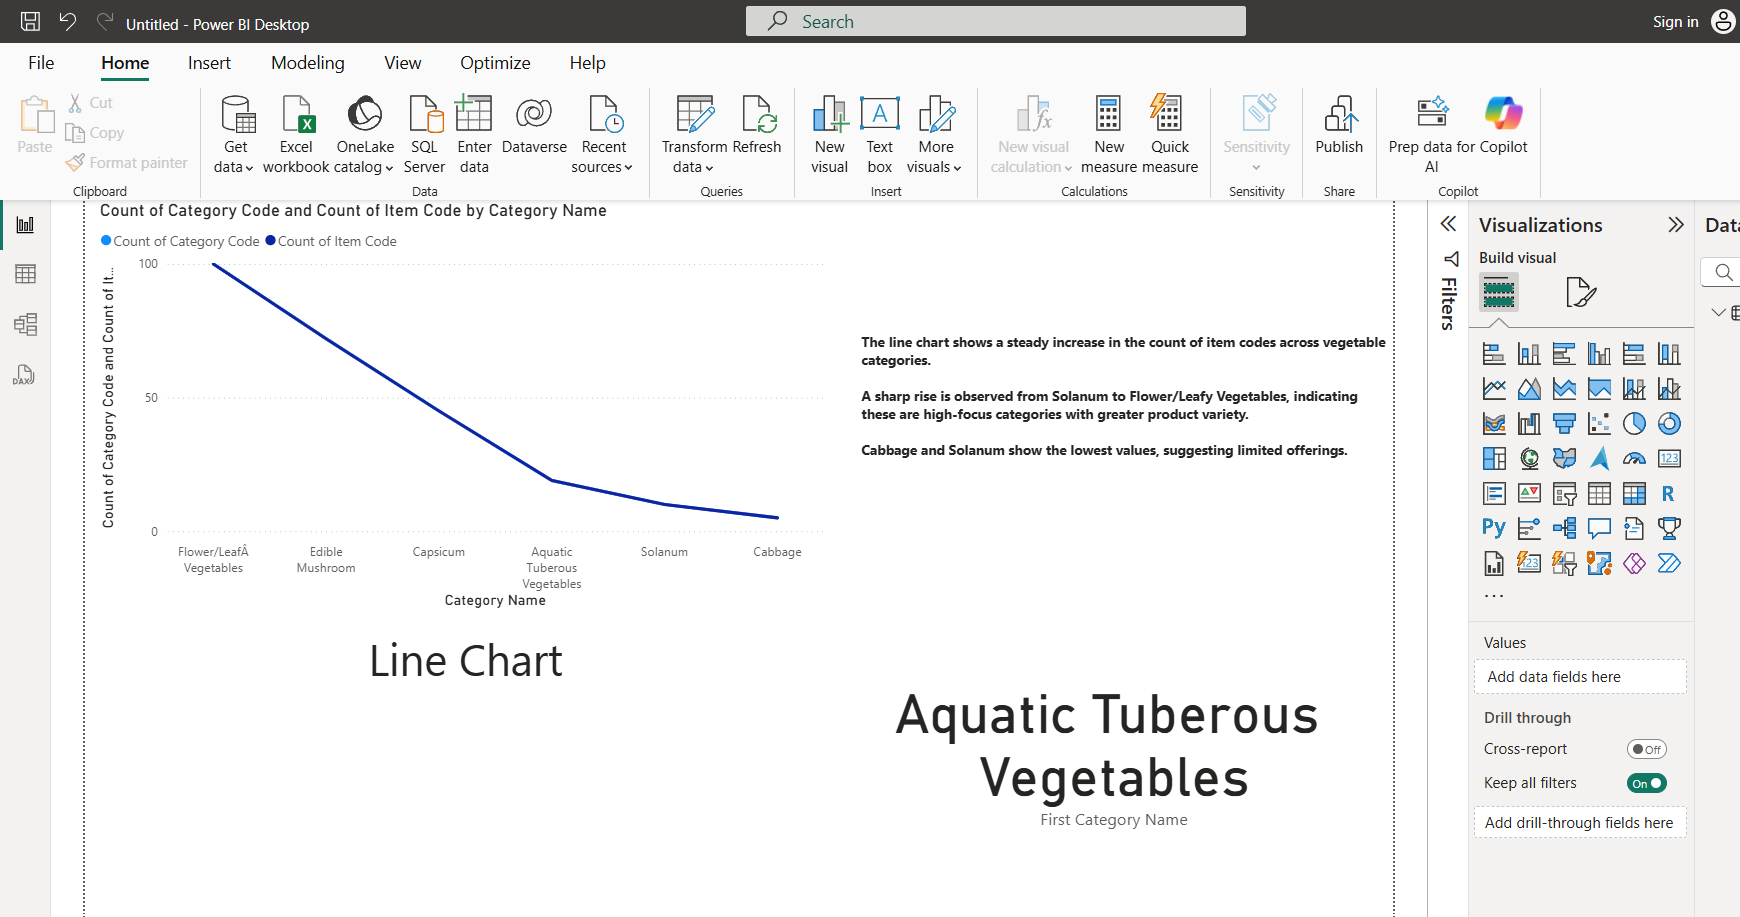 Untitled - Power BI Desktop
Search
Sign in
File Home Insert Modeling View Optimize Help
Paste
Cut
Copy
Format painter
Clipboard
Get data
Excel workbook
OneLake catalog
SQL Server
Enter data
Dataverse
Recent sources
Data
Transform data
Refresh
Queries
New visual
Text box
More visuals
Insert
New visual calculation
New measure
Quick measure
Calculations
Sensitivity
Sensitivity
Publish
Share
Prep data for AI
Copilot
Copilot
Count of Category Code and Count of Item Code by Category Name
Count of Category Code Count of Item Code
Count of Category Code and Count of It...
100
50
0
Flower/LeafÂ Vegetables
Edible Mushroom
Capsicum
Aquatic Tuberous Vegetables
Solanum
Cabbage
Category Name
Line Chart
The line chart shows a steady increase in the count of item codes across vegetable
categories.
A sharp rise is observed from Solanum to Flower/Leafy Vegetables, indicating
these are high-focus categories with greater product variety.
Cabbage and Solanum show the lowest values, suggesting limited offerings.
Aquatic Tuberous
Vegetables
First Category Name
Filters
Visualizations
Build visual
123
R
Py
123
...
Values
Add data fields here
Drill through
Cross-report Off
Keep all filters On
Add drill-through fields here
DAX